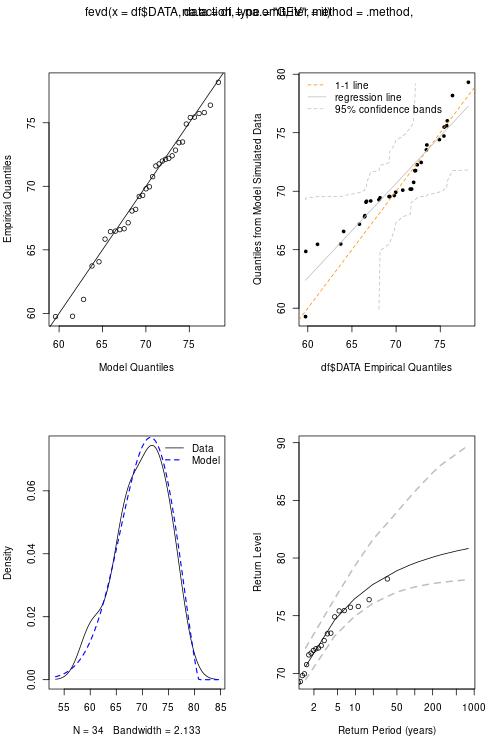 fevd(x = df$DATA, data = df, type = "GEV", method = .method,
60 65 70 75
Empirical Quantiles
60 65 70 75
Model Quantiles
1-1 line
regression line
95% confidence bands
60 65 70 75 80
Quantiles from Model Simulated Data
60 65 70 75
df$DATA Empirical Quantiles
Data
Model
0.00 0.02 0.04 0.06
Density
55 60 65 70 75 80 85
N = 34 Bandwidth = 2.133
70 75 80 85 90
Return Level
2 5 10 50 200 1000
Return Period (years)